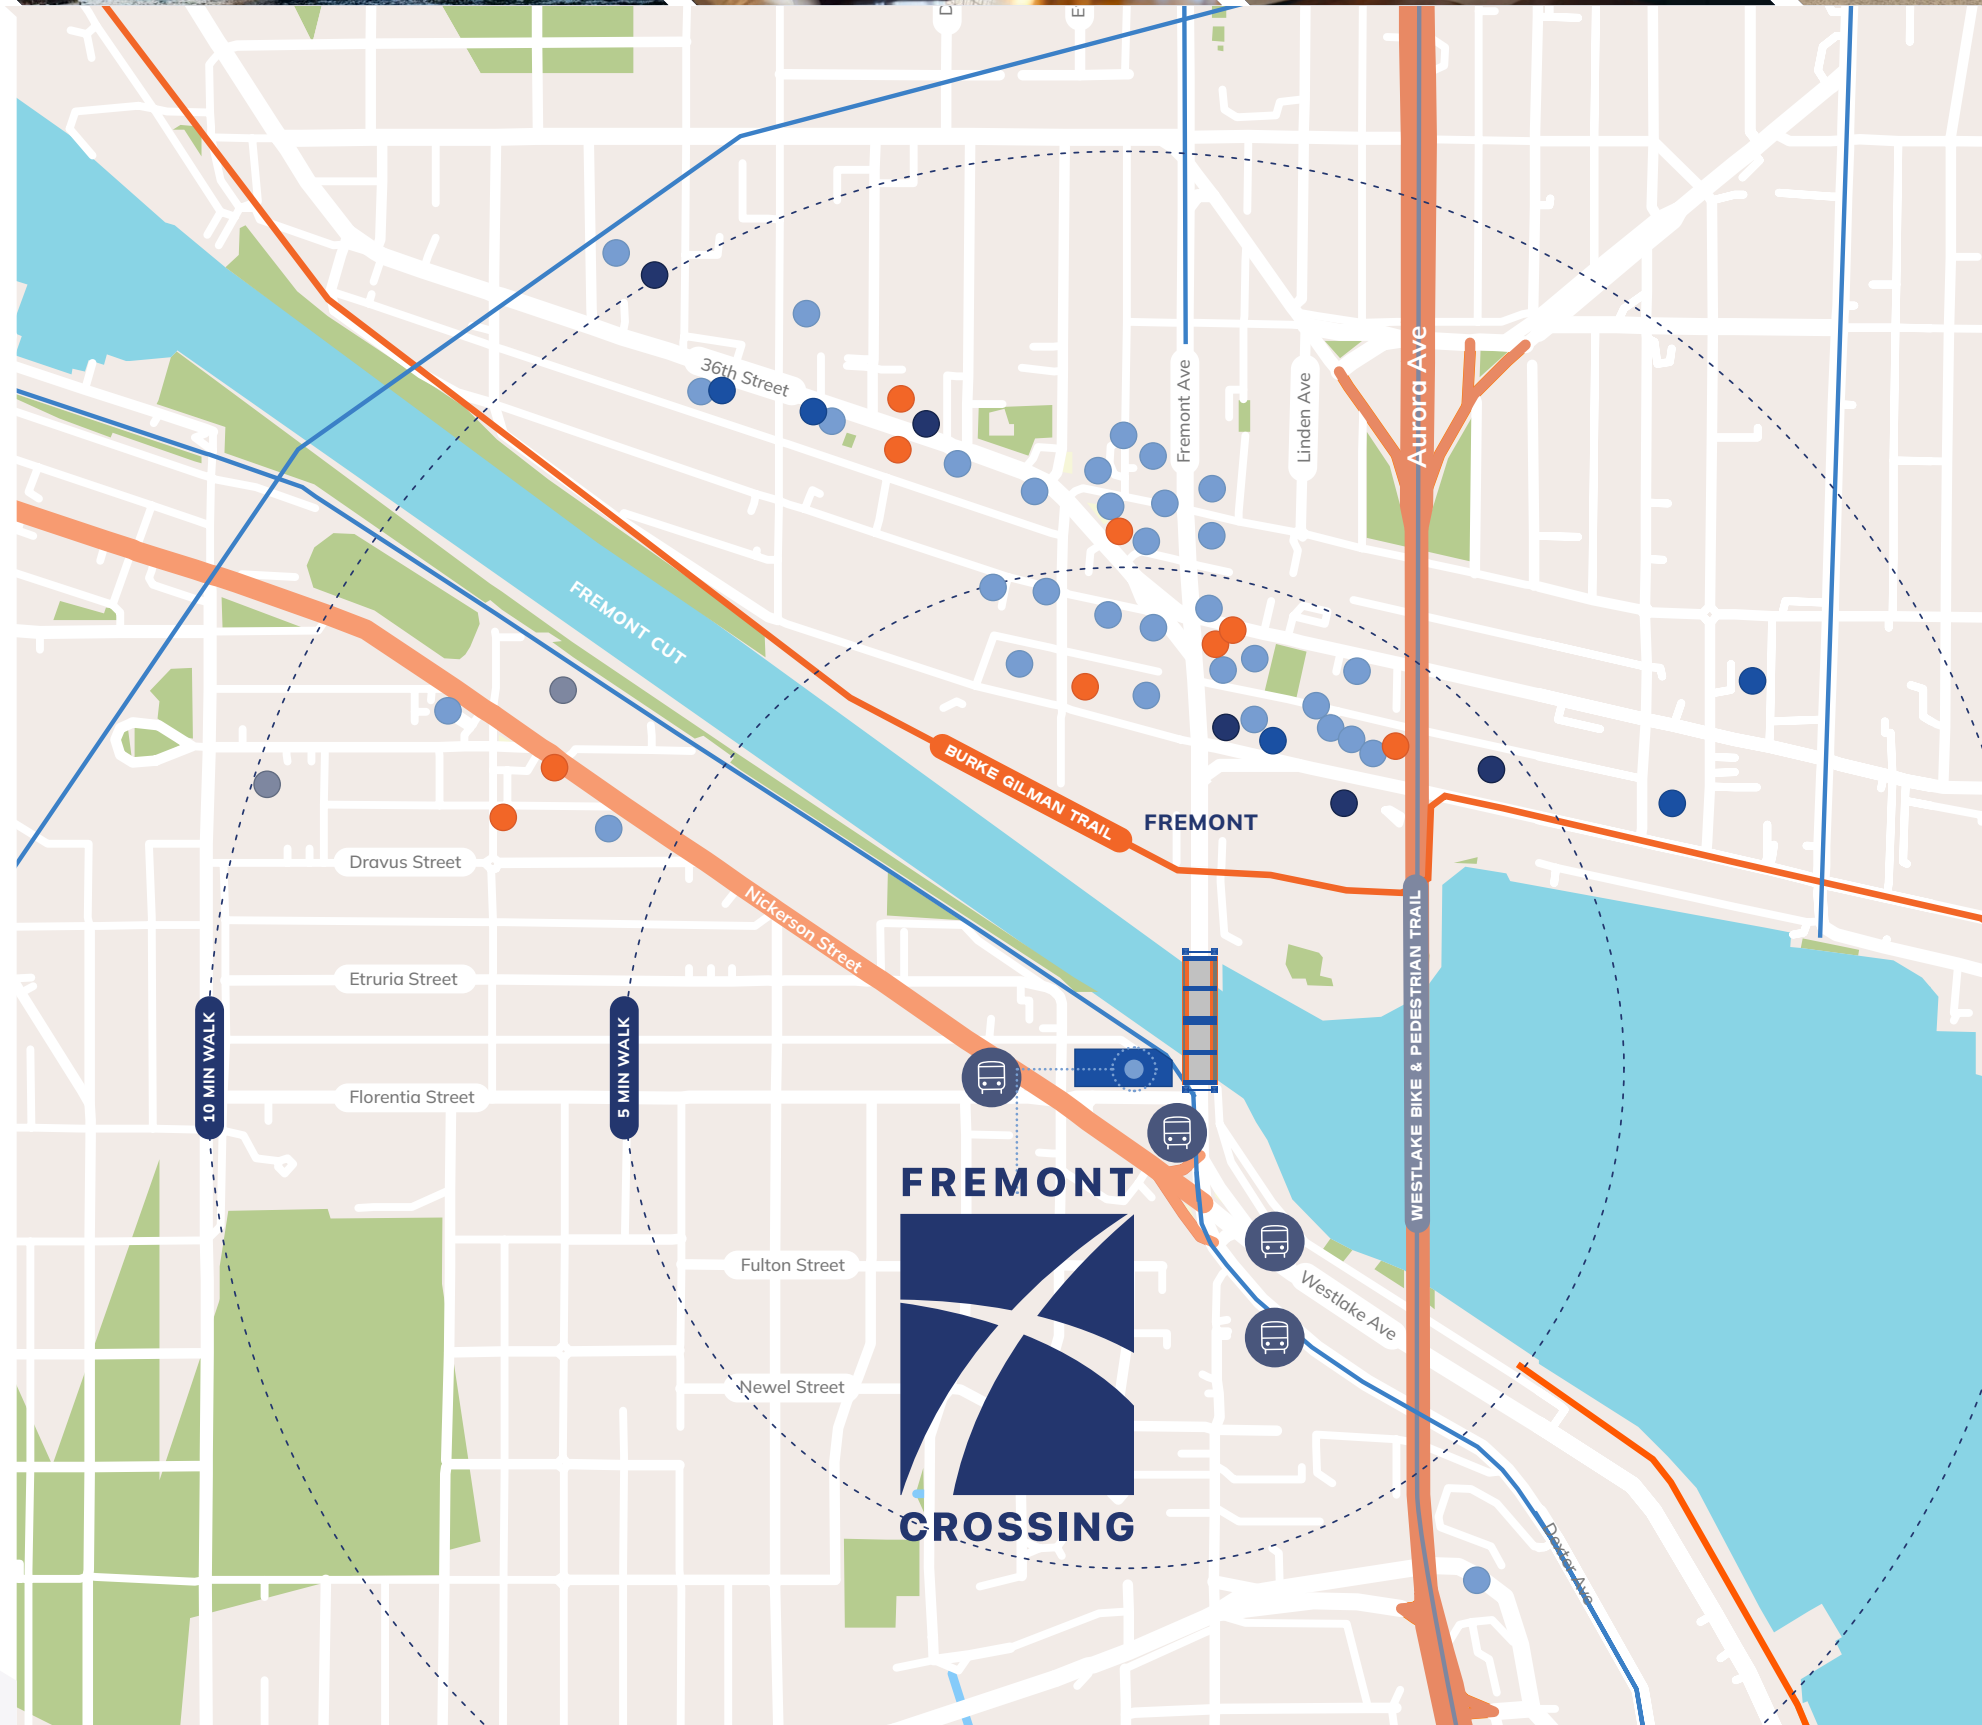 D
E
36th Street
Fremont Ave
Linden Ave
Aurora Ave
FREMONT CUT
BURKE GILMAN TRAIL
FREMONT
Dravus Street
Nickerson Street
Etruria Street
WESTLAKE BIKE & PEDESTRIAN TRAIL
10 MIN WALK
5 MIN WALK
Florentia Street
FREMONT
CROSSING
Fulton Street
Westlake Ave
Newel Street
Dexter Ave